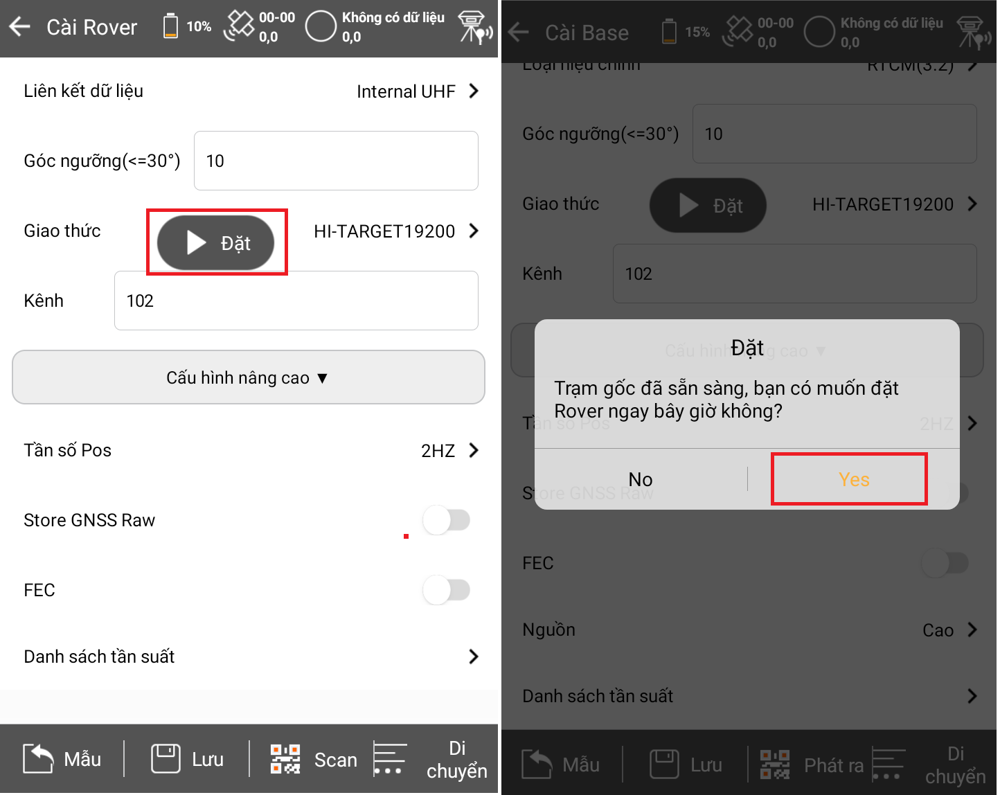 Cài Rover
10%
00-00
0,0
Không có dữ liệu
0,0
Liên kết dữ liệu
Internal UHF
Góc ngưỡng(<=30°)
10
Giao thức
Đặt
HI-TARGET19200
Kênh
102
Cấu hình nâng cao ▼
Tần số Pos
2HZ
Store GNSS Raw
FEC
Danh sách tần suất
Mẫu
Lưu
Scan
Di
chuyển
Cài Base
15%
00-00
0,0
Không có dữ liệu
0,0
Loại hiệu chỉnh
RTCM(3.2)
Góc ngưỡng(<=30°)
10
Giao thức
Đặt
HI-TARGET19200
Kênh
102
Cấu hình nâng cao ▼
Đặt
Trạm gốc đã sẵn sàng, bạn có muốn đặt
Rover ngay bây giờ không?
Tần số Pos
2HZ
No
Yes
Store GNSS Raw
FEC
Nguồn
Cao
Danh sách tần suất
Mẫu
Lưu
Phát ra
Di
chuyển